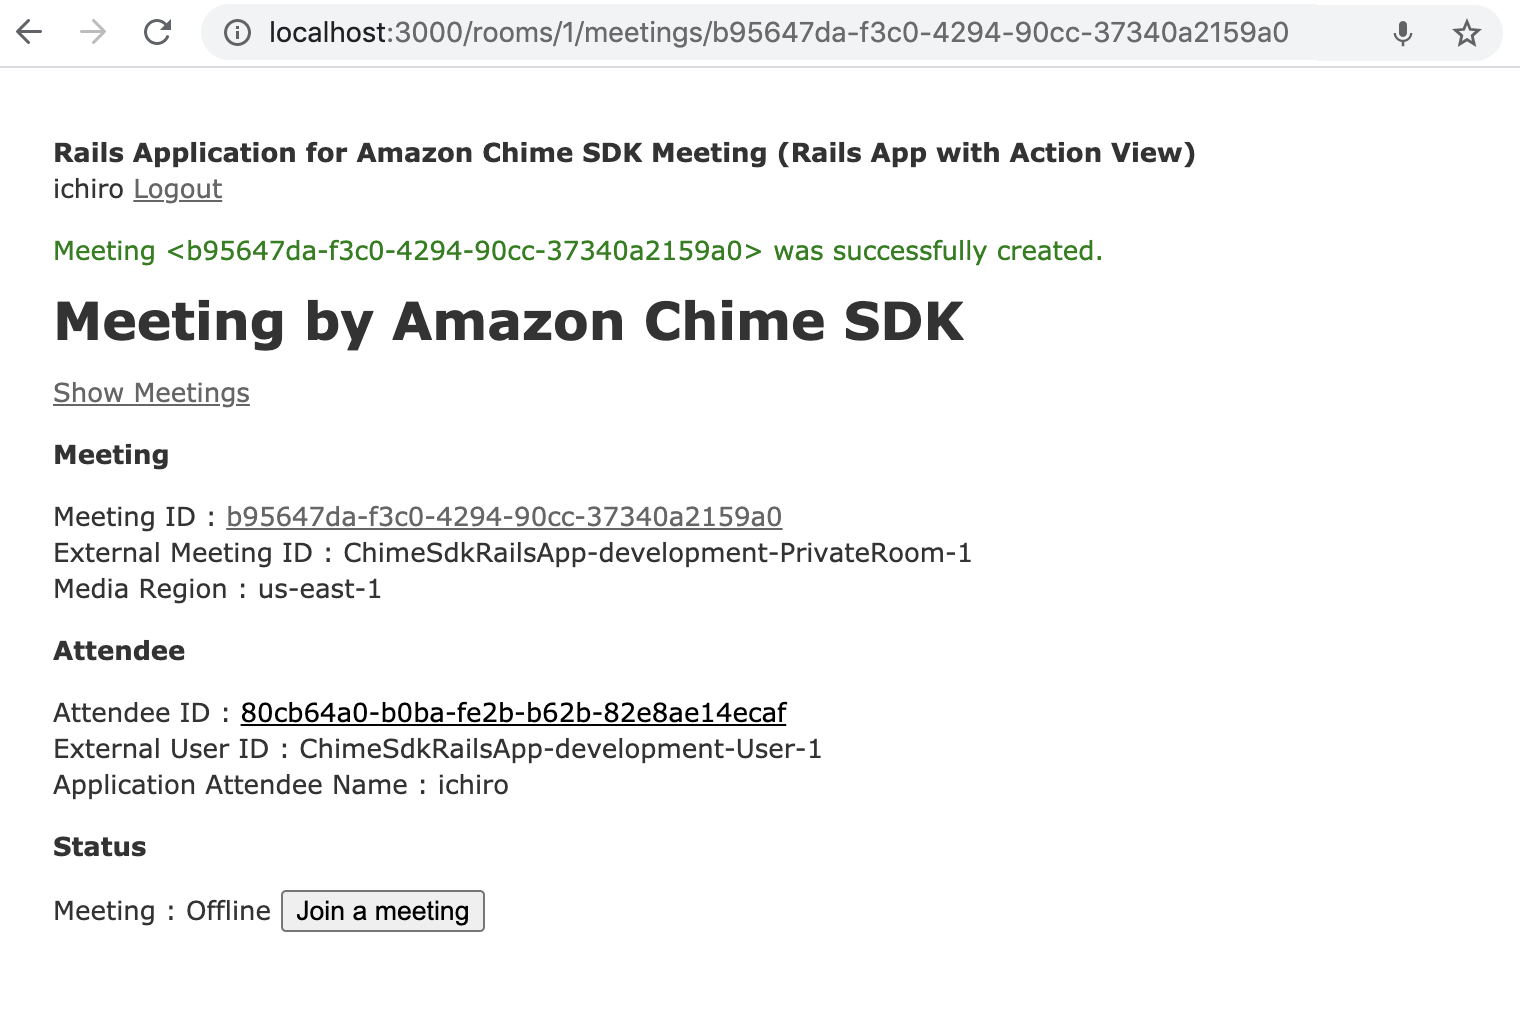 localhost:3000/rooms/1/meetings/b95647da-f3c0-4294-90cc-37340a2159a0
Rails Application for Amazon Chime SDK Meeting (Rails App with Action View)
ichiro Logout
Meeting <b95647da-f3c0-4294-90cc-37340a2159a0> was successfully created.
Meeting by Amazon Chime SDK
Show Meetings
Meeting
Meeting ID : b95647da-f3c0-4294-90cc-37340a2159a0
External Meeting ID : ChimeSdkRailsApp-development-PrivateRoom-1
Media Region : us-east-1
Attendee
Attendee ID : 80cb64a0-b0ba-fe2b-b62b-82e8ae14ecaf
External User ID : ChimeSdkRailsApp-development-User-1
Application Attendee Name : ichiro
Status
Meeting : Offline Join a meeting